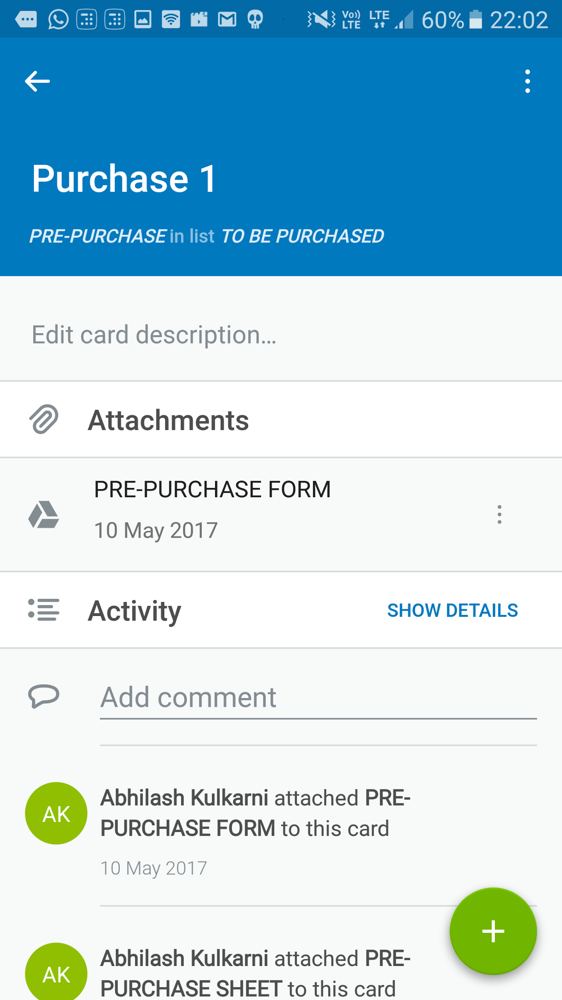 Vo)) LTE LTE 60% 22:02
Purchase 1
PRE-PURCHASE in list TO BE PURCHASED
Edit card description...
Attachments
PRE-PURCHASE FORM
10 May 2017
Activity SHOW DETAILS
Add comment
AK
Abhilash Kulkarni attached PRE-
PURCHASE FORM to this card
10 May 2017
AK
Abhilash Kulkarni attached PRE-
PURCHASE SHEET to this card